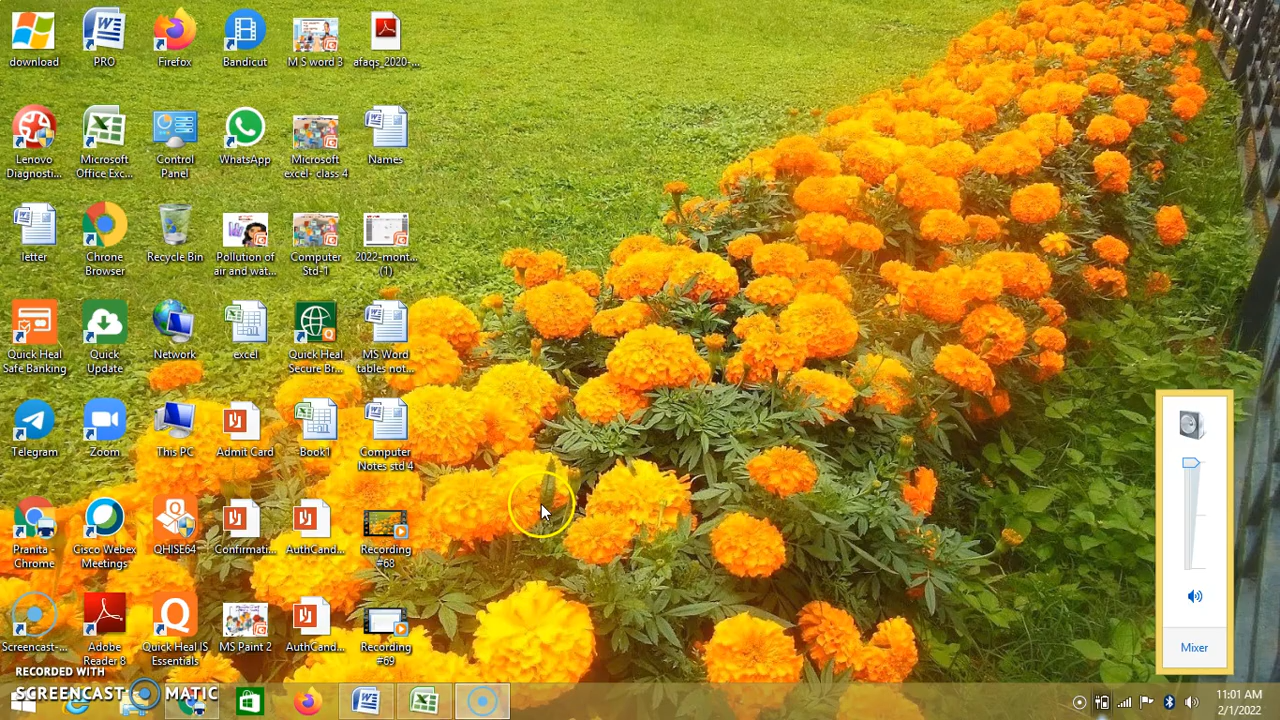 download
PRO
Firefox
Bandicut
M S word 3
afaqs_2020-...
Lenovo
Diagnosti...
Microsoft
Office Exc...
Control
Panel
WhatsApp
Microsoft
excel- class 4
Names
letter
Chrone
Browser
Recycle Bin
Pollution of
air and wat...
Computer
Std-1
2022-mont...
(1)
Quick Heal
Safe Banking
Quick
Update
Network
excel
Quick Heal
Secure Br...
MS Word
tables not...
Telegram
Zoom
This PC
Admit Card
Book1
Computer
Notes std 4
Pranita -
Chrome
Cisco Webex
Meetings
QHISE64
Confirmati...
AuthCand...
Recording
#68
Screencast-...
Adobe
Reader 8
Quick Heal IS
Essentials
MS Paint 2
AuthCand...
Recording
#69
Mixer
RECORDED WITH
SCREENCAST MATIC
11:01 AM
2/1/2022